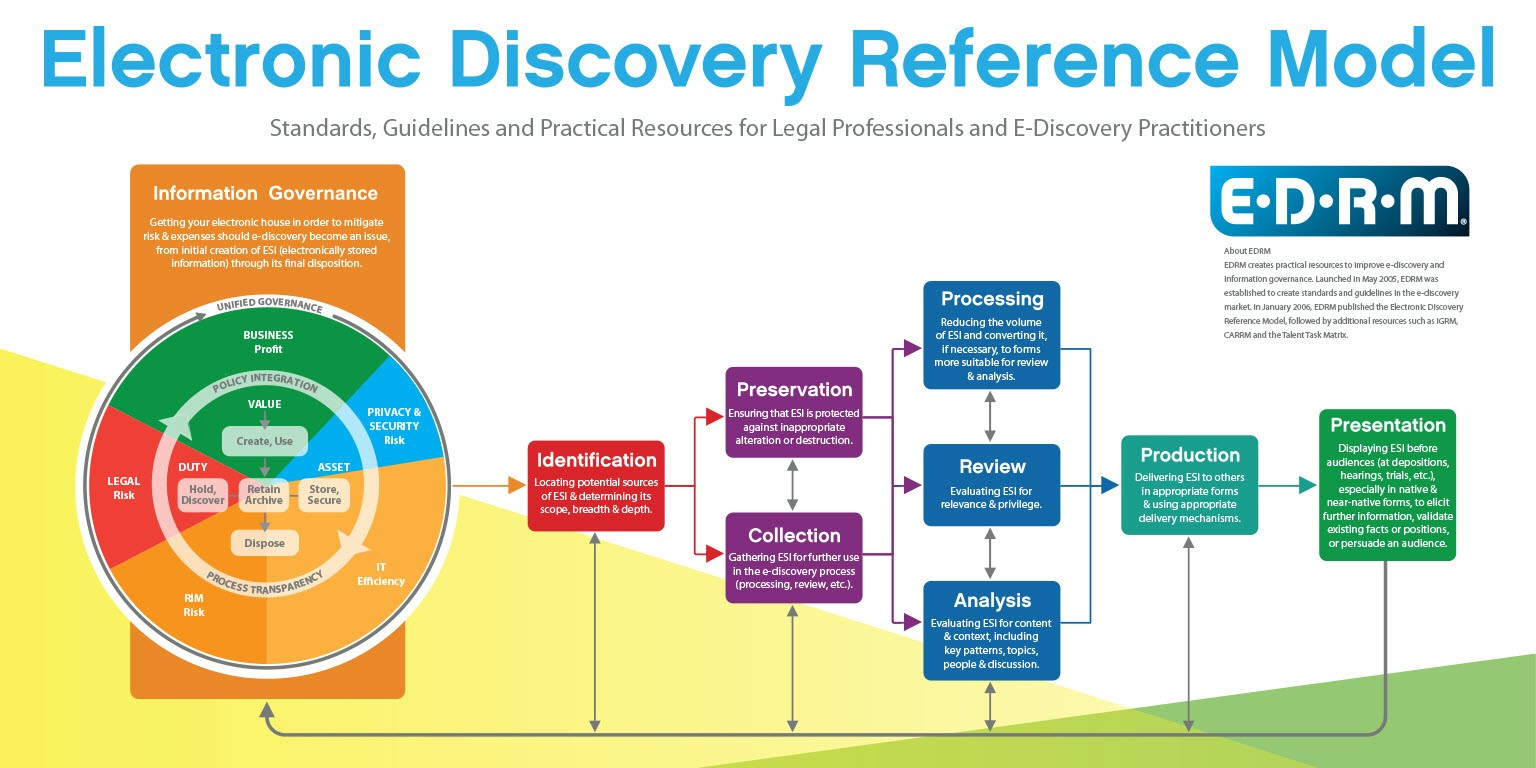 Electronic Discovery Reference Model
Standards, Guidelines and Practical Resources for Legal Professionals and E-Discovery Practitioners
Information Governance
Getting your electronic house in order to mitigate
risk & expenses should e-discovery become an issue,
from initial creation of ESI (electronically stored
information) through its final disposition.
UNIFIED GOVERNANCE
BUSINESS
Profit
POLICY INTEGRATION
VALUE
Create, Use
PRIVACY &
SECURITY
Risk
DUTY
ASSET
LEGAL
Risk
Hold,
Discover
Retain
Archive
Store,
Secure
Dispose
PROCESS TRANSPARENCY
IT
Efficiency
RIM
Risk
Identification
Locating potential sources
of ESI & determining its
scope, breadth & depth.
Preservation
Ensuring that ESI is protected
against inappropriate
alteration or destruction.
Collection
Gathering ESI for further use
in the e-discovery process
(processing, review, etc.).
Processing
Reducing the volume
of ESI and converting it,
if necessary, to forms
more suitable for review
& analysis.
Review
Evaluating ESI for
relevance & privilege.
Analysis
Evaluating ESI for content
& context, including
key patterns, topics,
people & discussion.
Production
Delivering ESI to others
in appropriate forms
& using appropriate
delivery mechanisms.
Presentation
Displaying ESI before
audiences (at depositions,
hearings, trials, etc.),
especially in native &
near-native forms, to elicit
further information, validate
existing facts or positions,
or persuade an audience.
E·D·R·M®
About EDRM
EDRM creates practical resources to improve e-discovery and
information governance. Launched in May 2005, EDRM was
established to create standards and guidelines in the e-discovery
market. In January 2006, EDRM published the Electronic Discovery
Reference Model, followed by additional resources such as IGRM,
CARRM and the Talent Task Matrix.